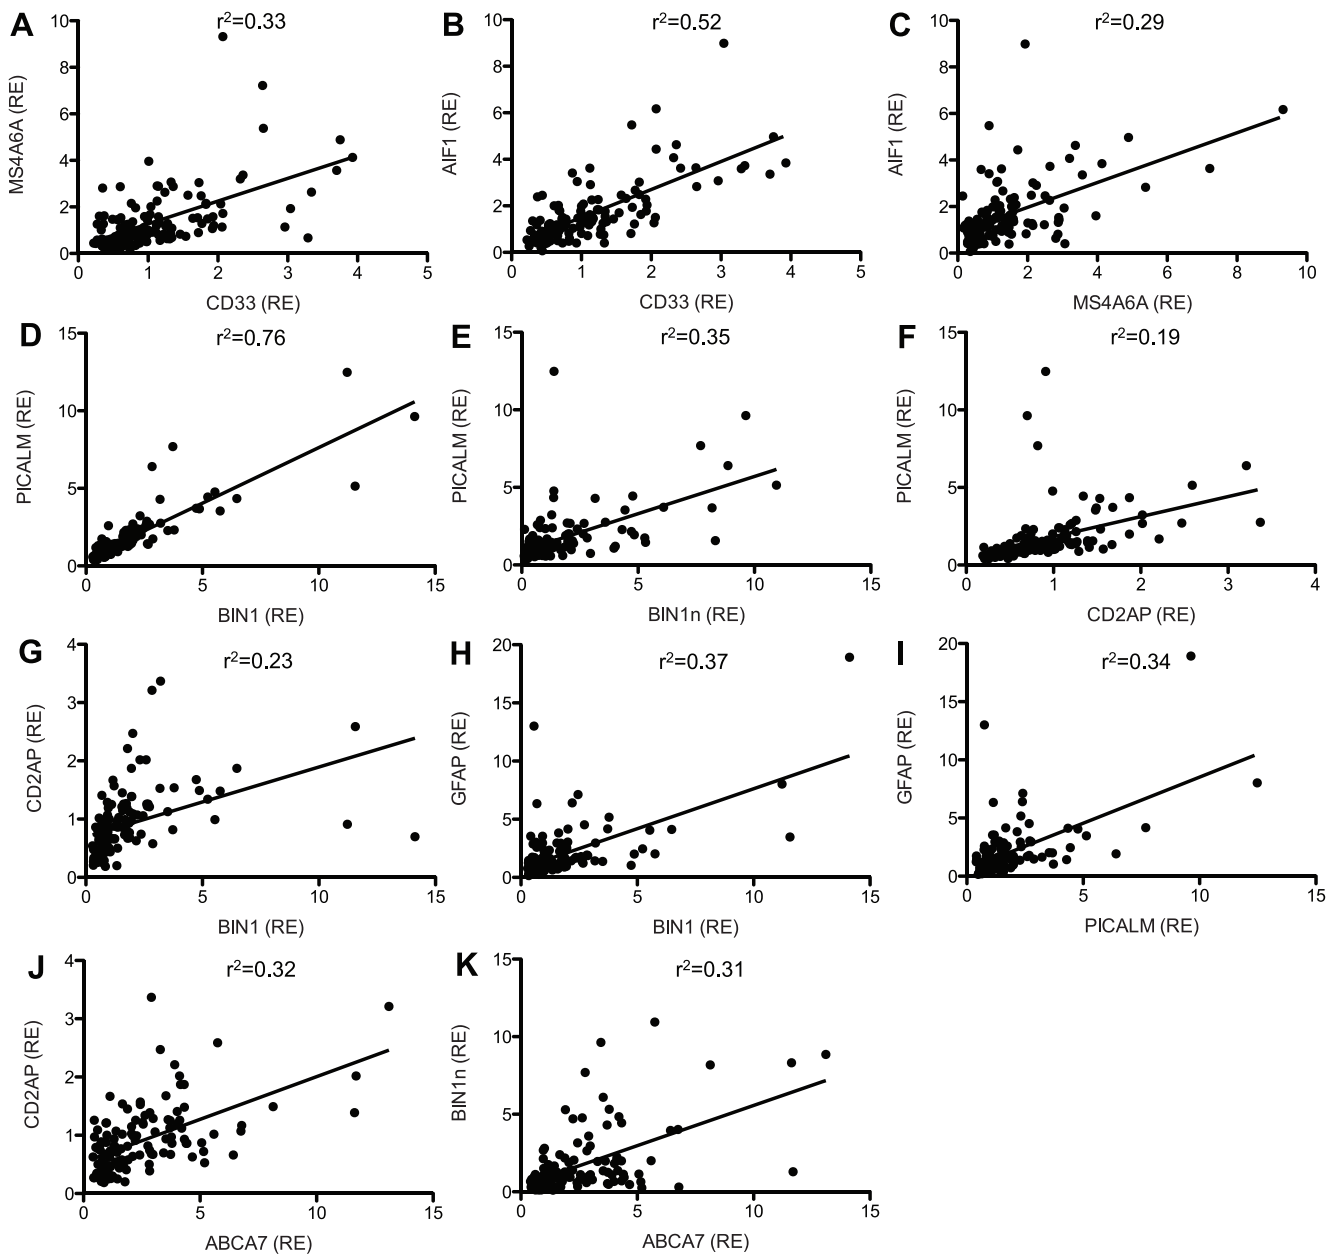 A
r²=0.33
MS4A6A (RE)
10
8
6
4
2
0
0 1 2 3 4 5
CD33 (RE)
B
r²=0.52
AIF1 (RE)
10
8
6
4
2
0
0 1 2 3 4 5
CD33 (RE)
C
r²=0.29
AIF1 (RE)
10
8
6
4
2
0
0 2 4 6 8 10
MS4A6A (RE)
D
r²=0.76
PICALM (RE)
15
10
5
0
0 5 10 15
BIN1 (RE)
E
r²=0.35
PICALM (RE)
15
10
5
0
0 5 10 15
BIN1n (RE)
F
r²=0.19
PICALM (RE)
15
10
5
0
0 1 2 3 4
CD2AP (RE)
G
r²=0.23
CD2AP (RE)
4
3
2
1
0
0 5 10 15
BIN1 (RE)
H
r²=0.37
GFAP (RE)
20
15
10
5
0
0 5 10 15
BIN1 (RE)
I
r²=0.34
GFAP (RE)
20
15
10
5
0
0 5 10 15
PICALM (RE)
J
r²=0.32
CD2AP (RE)
4
3
2
1
0
0 5 10 15
ABCA7 (RE)
K
r²=0.31
BIN1n (RE)
15
10
5
0
0 5 10 15
ABCA7 (RE)